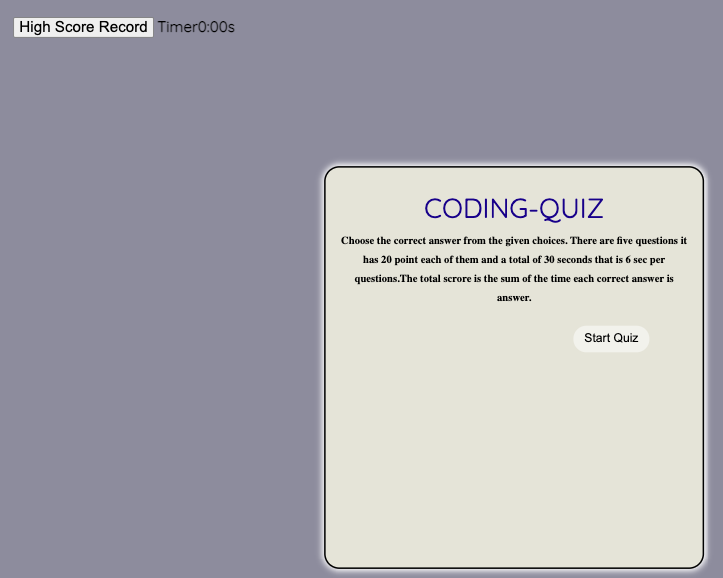 High Score Record Timer0:00s
CODING-QUIZ
Choose the correct answer from the given choices. There are five questions it
has 20 point each of them and a total of 30 seconds that is 6 sec per
questions.The total scrore is the sum of the time each correct answer is
answer.
Start Quiz